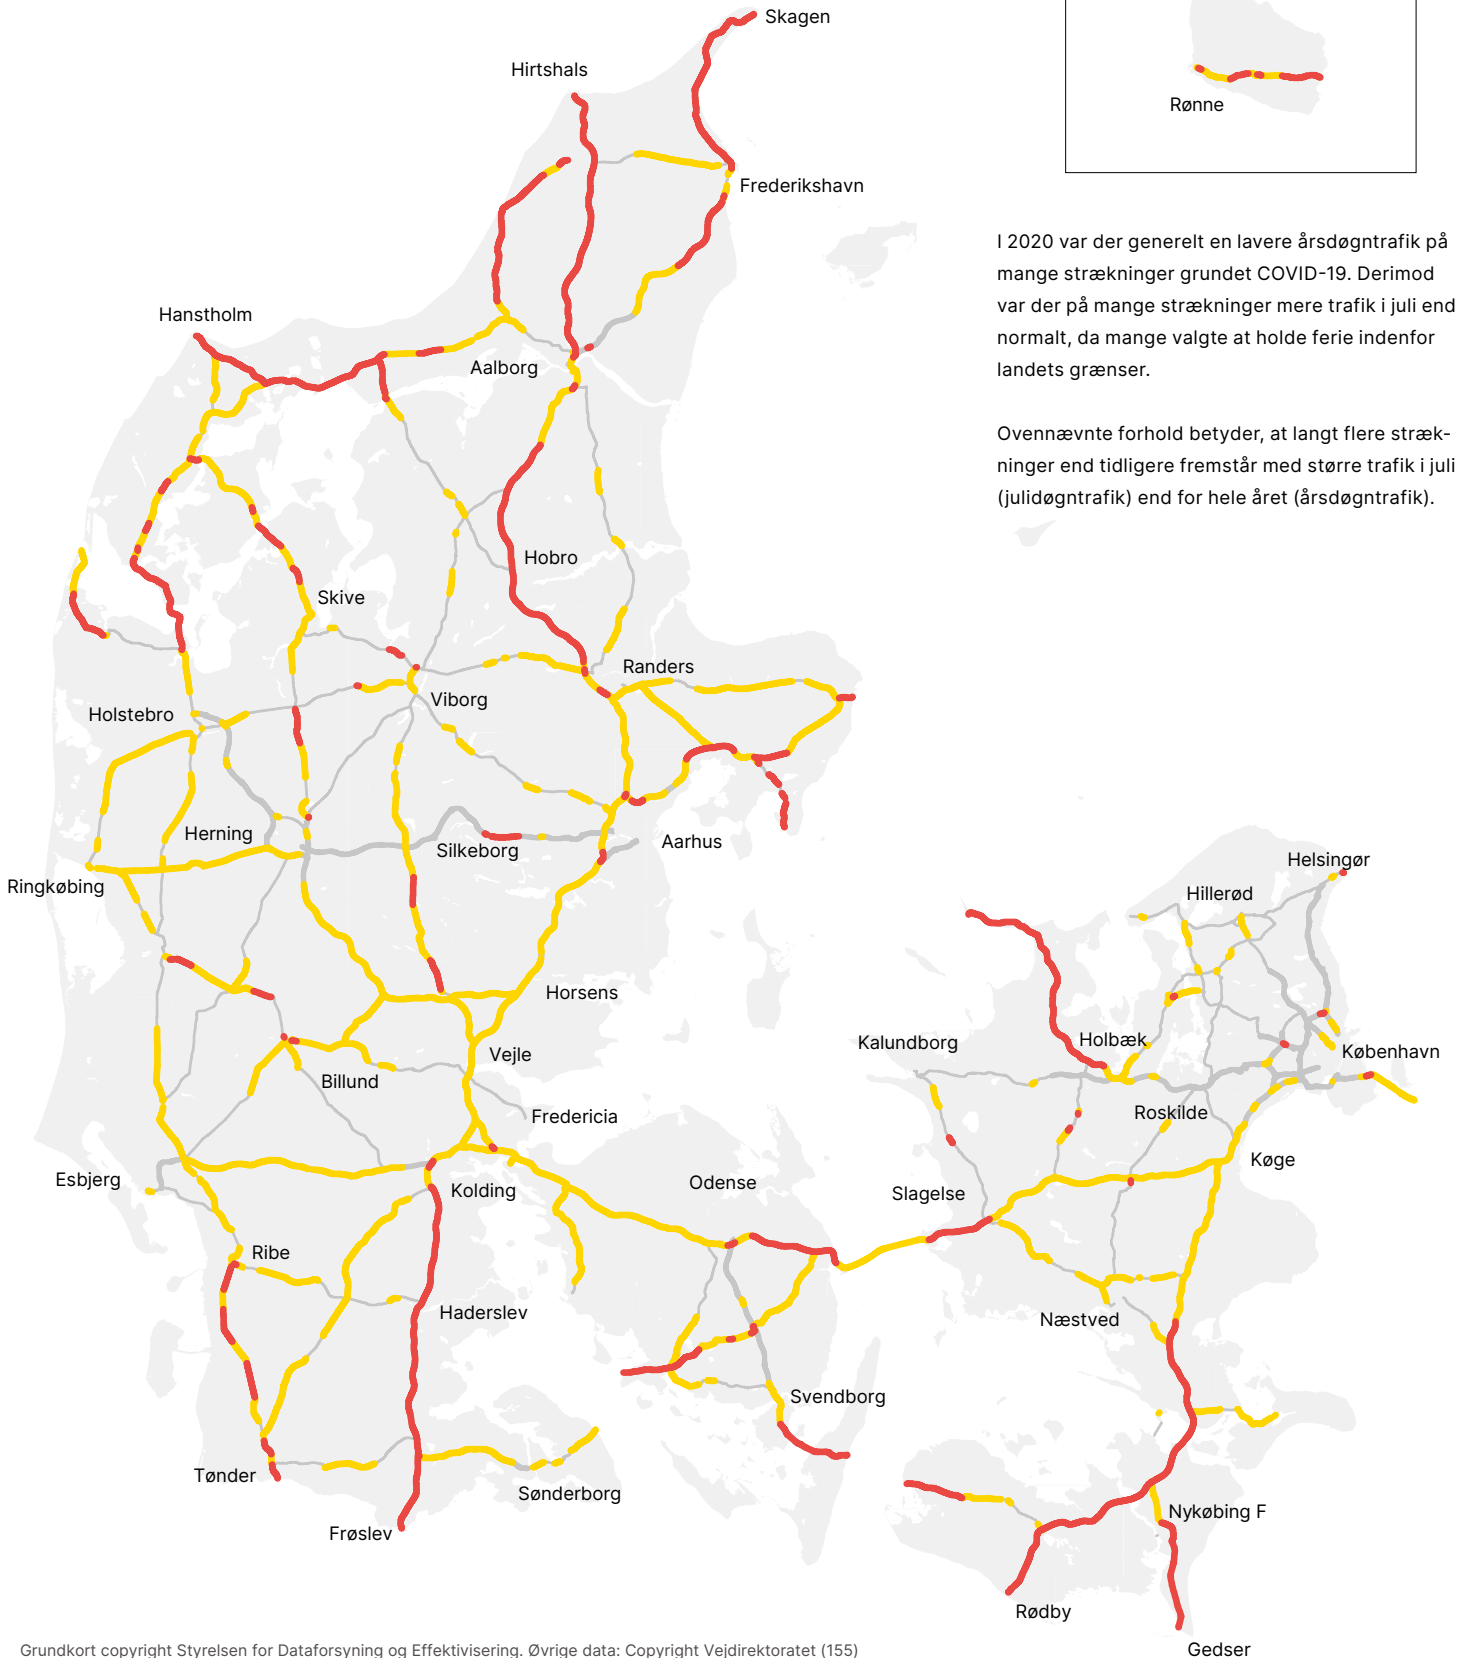 Skagen
Hirtshals
Rønne
Frederikshavn
I 2020 var der generelt en lavere årsdøgntrafik på
mange strækninger grundet COVID-19. Derimod
var der på mange strækninger mere trafik i juli end
normalt, da mange valgte at holde ferie indenfor
landets grænser.
Ovennævnte forhold betyder, at langt flere stræk-
ninger end tidligere fremstår med større trafik i juli
(julidøgntrafik) end for hele året (årsdøgntrafik).
Hanstholm
Aalborg
Hobro
Skive
Randers
Viborg
Holstebro
Herning
Silkeborg
Aarhus
Ringkøbing
Helsingør
Hillerød
Horsens
Kalundborg
Holbæk
København
Vejle
Billund
Fredericia
Roskilde
Køge
Esbjerg
Kolding
Odense
Slagelse
Ribe
Haderslev
Næstved
Svendborg
Tønder
Sønderborg
Nykøbing F
Frøslev
Rødby
Gedser
Grundkort copyright Styrelsen for Dataforsyning og Effektivisering. Øvrige data: Copyright Vejdirektoratet (155)